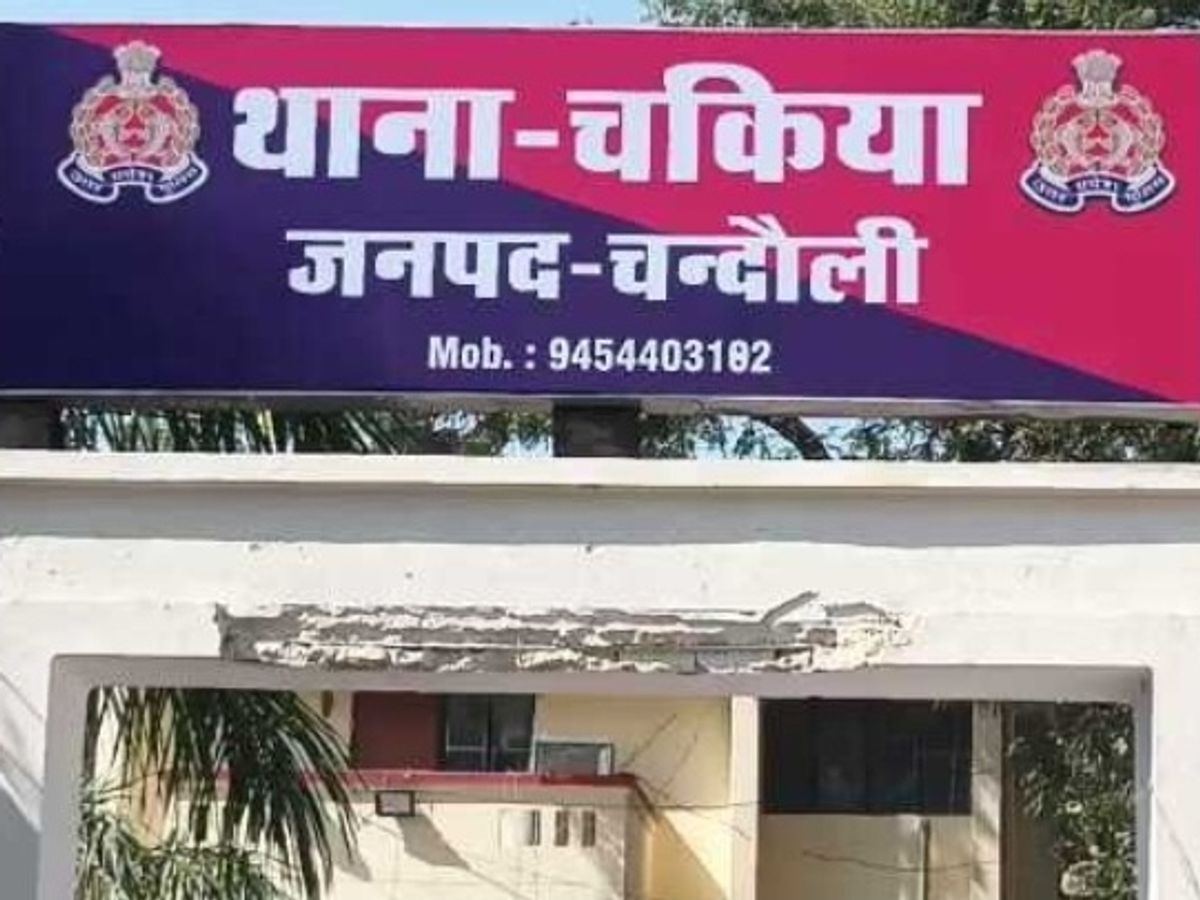 थाना-चकिया
जनपद-चन्दौली
Mob. : 9454403182